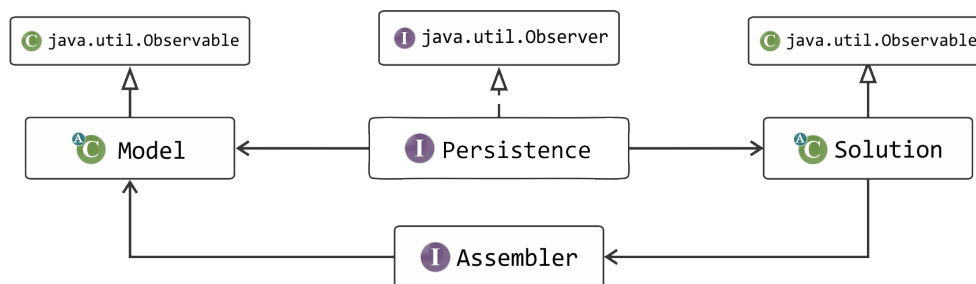 C java.util.Observable
I java.util.Observer
C java.util.Observable
A C Model
I Persistence
A C Solution
I Assembler